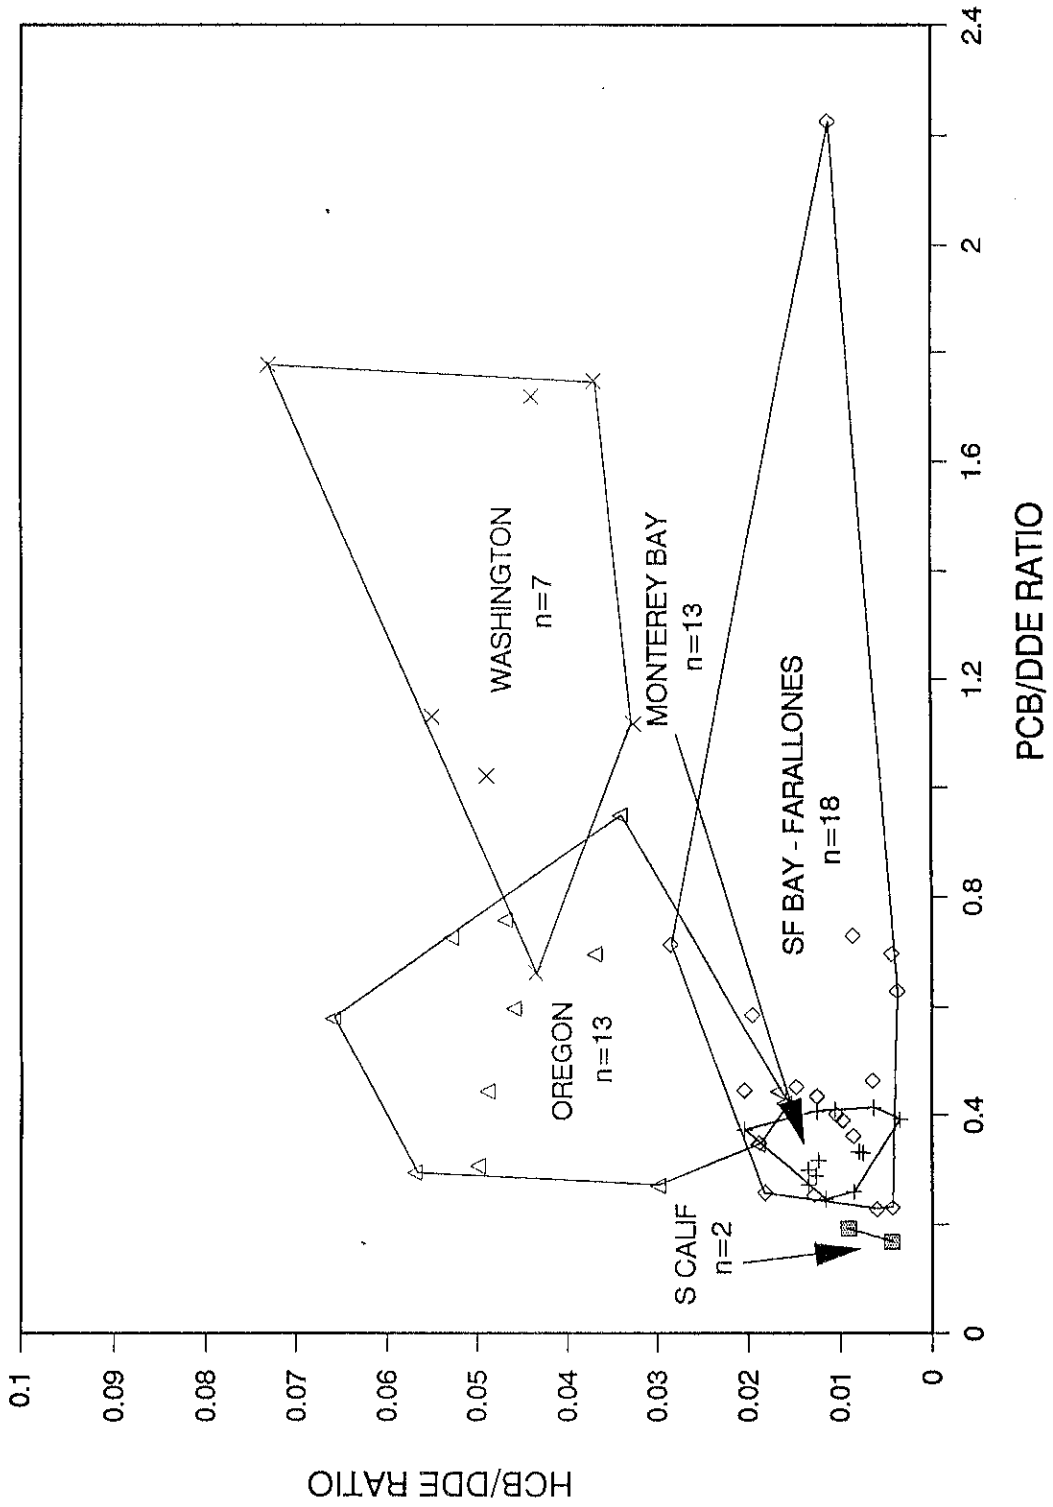 HCB/DDE RATIO
0.1
0.09
0.08
0.07
0.06
0.05
0.04
0.03
0.02
0.01
0
WASHINGTON
n=7
OREGON
n=13
MONTEREY BAY
n=13
SF BAY - FARALLONES
n=18
S CALIF
n=2
0
0.4
0.8
1.2
1.6
2
2.4
PCB/DDE RATIO